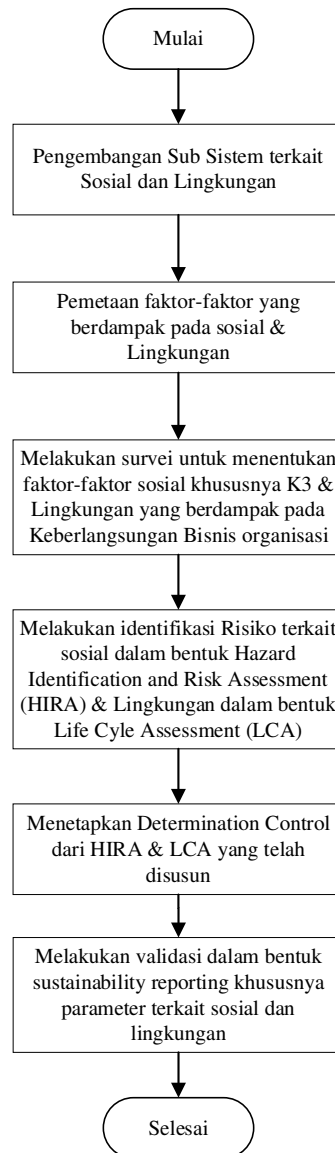 Mulai
Pengembangan Sub Sistem terkait
Sosial dan Lingkungan
Pemetaan faktor-faktor yang
berdampak pada sosial &
Lingkungan
Melakukan survei untuk menentukan
faktor-faktor sosial khususnya K3 &
Lingkungan yang berdampak pada
Keberlangsungan Bisnis organisasi
Melakukan identifikasi Risiko terkait
sosial dalam bentuk Hazard
Identification and Risk Assessment
(HIRA) & Lingkungan dalam bentuk
Life Cyle Assessment (LCA)
Menetapkan Determination Control
dari HIRA & LCA yang telah
disusun
Melakukan validasi dalam bentuk
sustainability reporting khususnya
parameter terkait sosial dan
lingkungan
Selesai